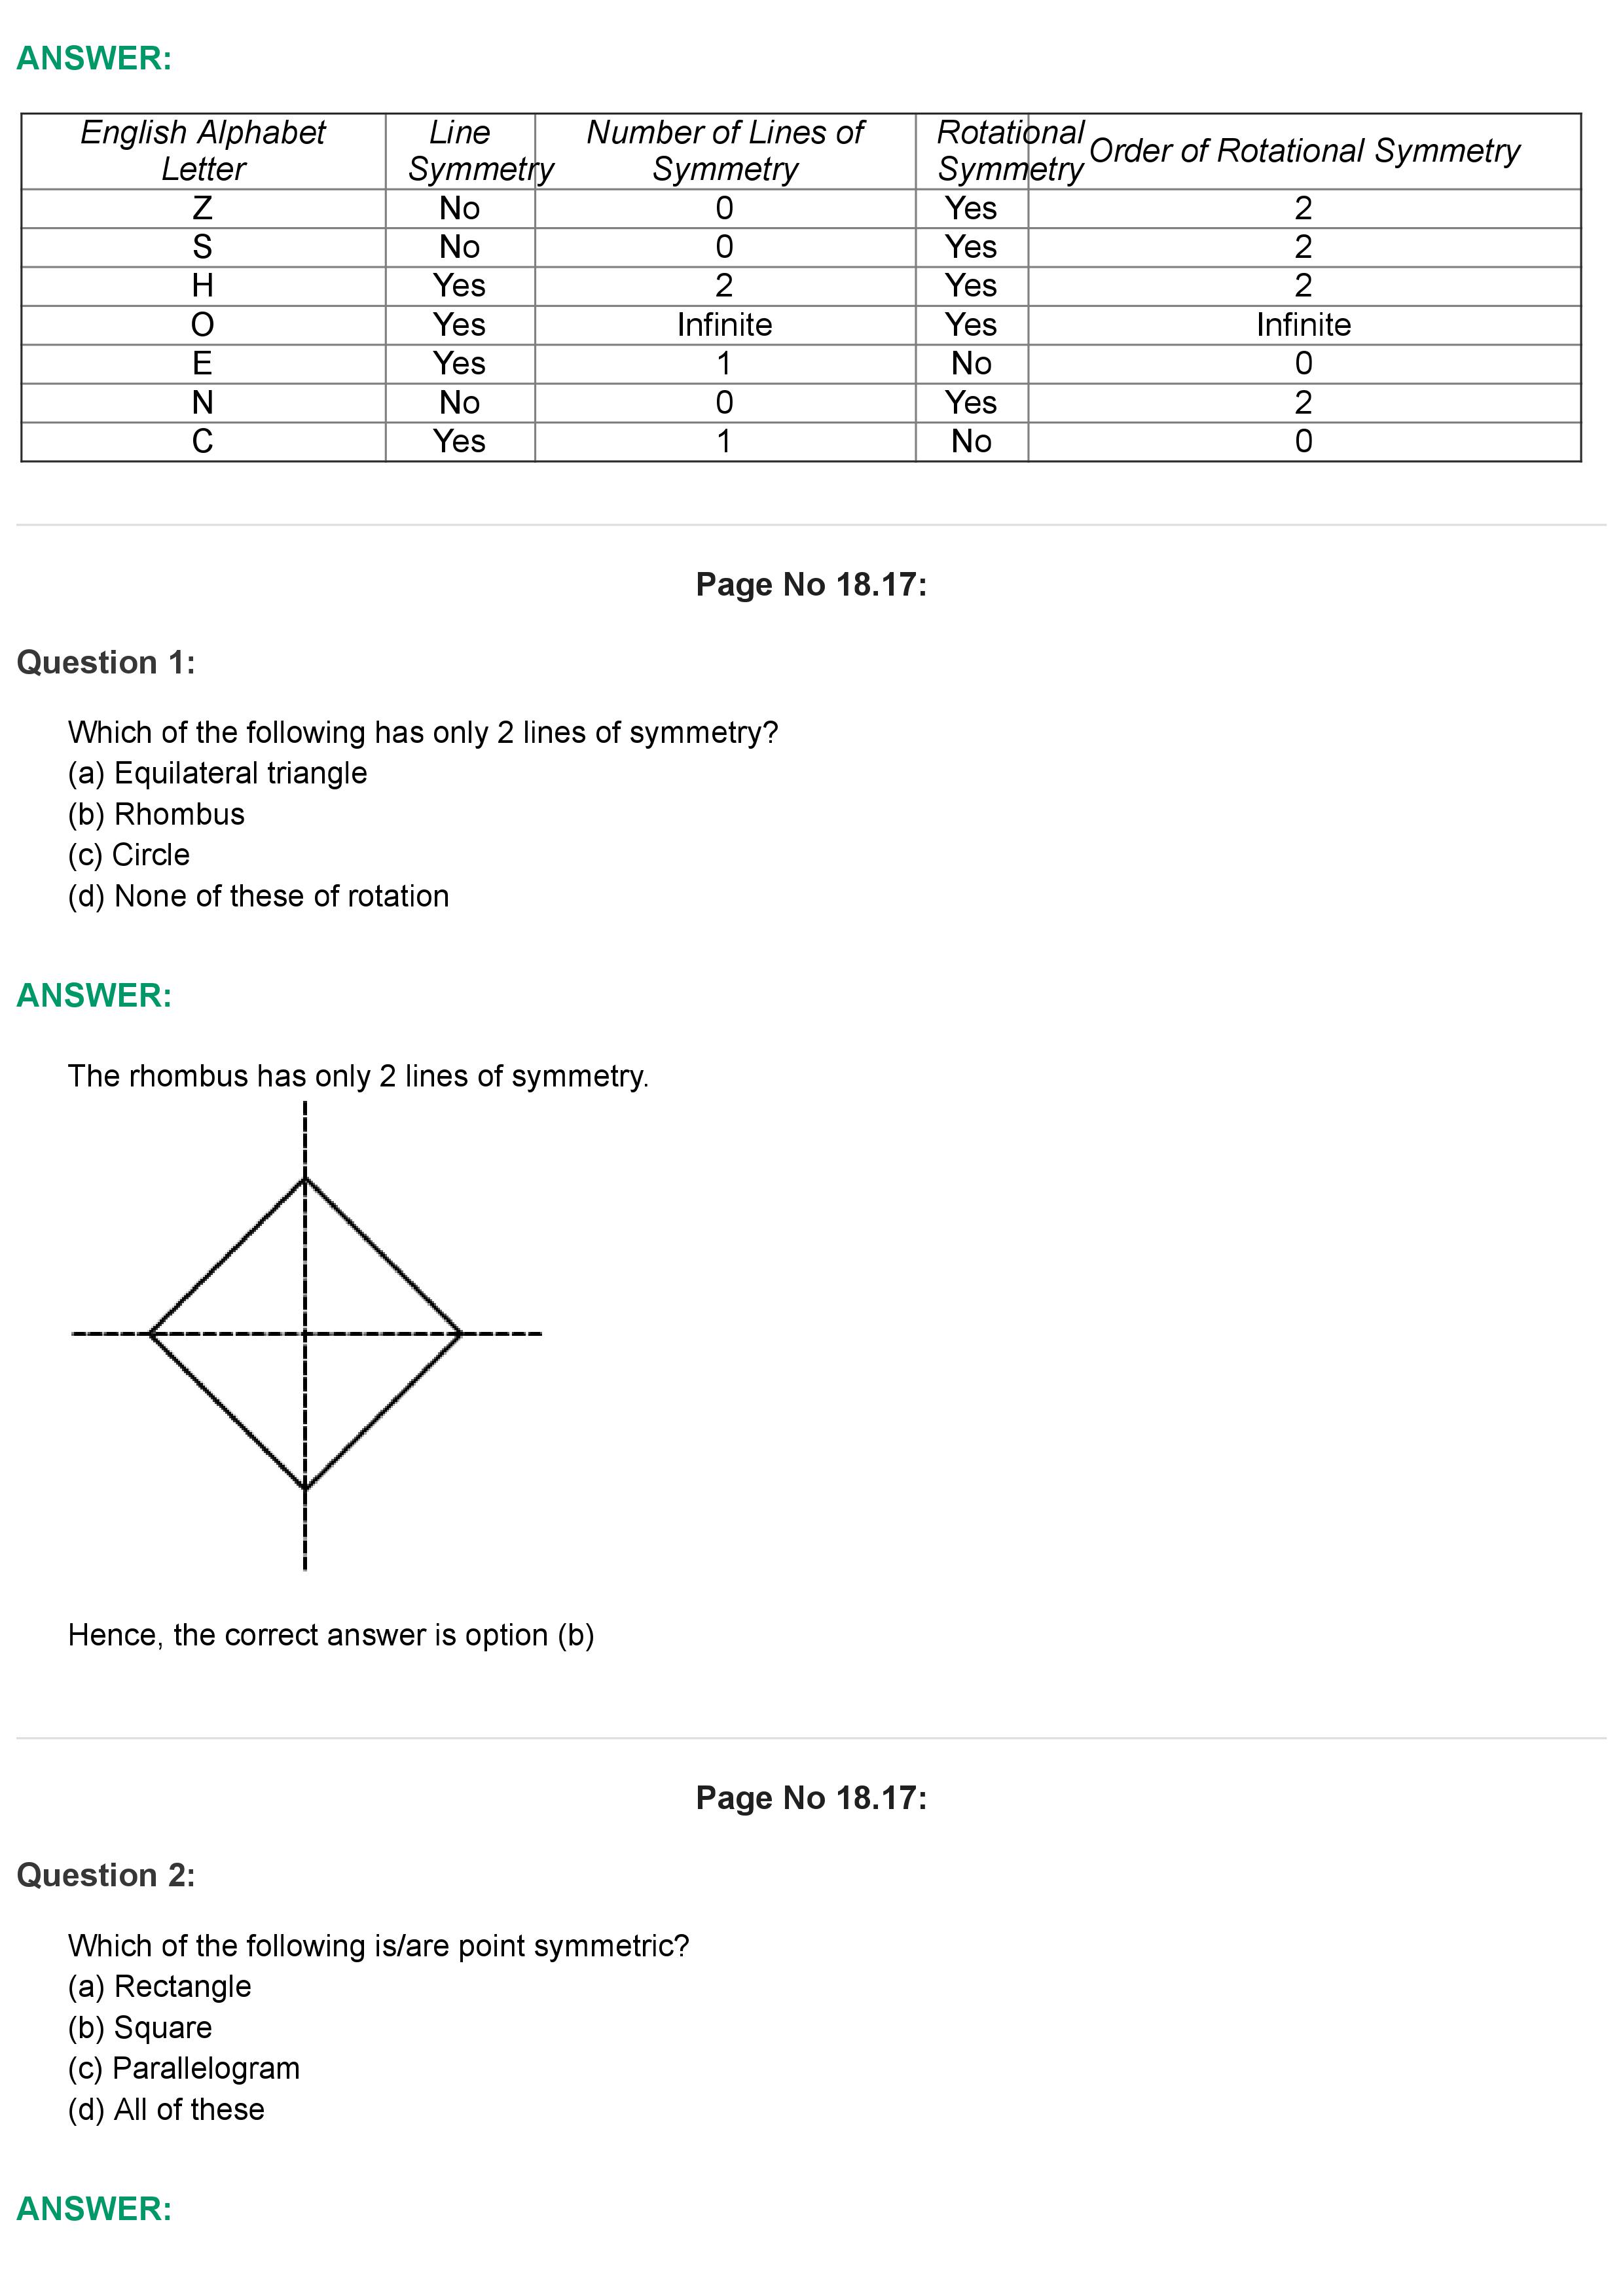 ANSWER:
English Alphabet Letter Line Symmetry Number of Lines of Symmetry Rotational Symmetry Order of Rotational Symmetry
Z No 0 Yes 2
S No 0 Yes 2
H Yes 2 Yes 2
O Yes Infinite Yes Infinite
E Yes 1 No 0
N No 0 Yes 2
C Yes 1 No 0
Page No 18.17:
Question 1:
Which of the following has only 2 lines of symmetry?
(a) Equilateral triangle
(b) Rhombus
(c) Circle
(d) None of these of rotation
ANSWER:
The rhombus has only 2 lines of symmetry.
Hence, the correct answer is option (b)
Page No 18.17:
Question 2:
Which of the following is/are point symmetric?
(a) Rectangle
(b) Square
(c) Parallelogram
(d) All of these
ANSWER: